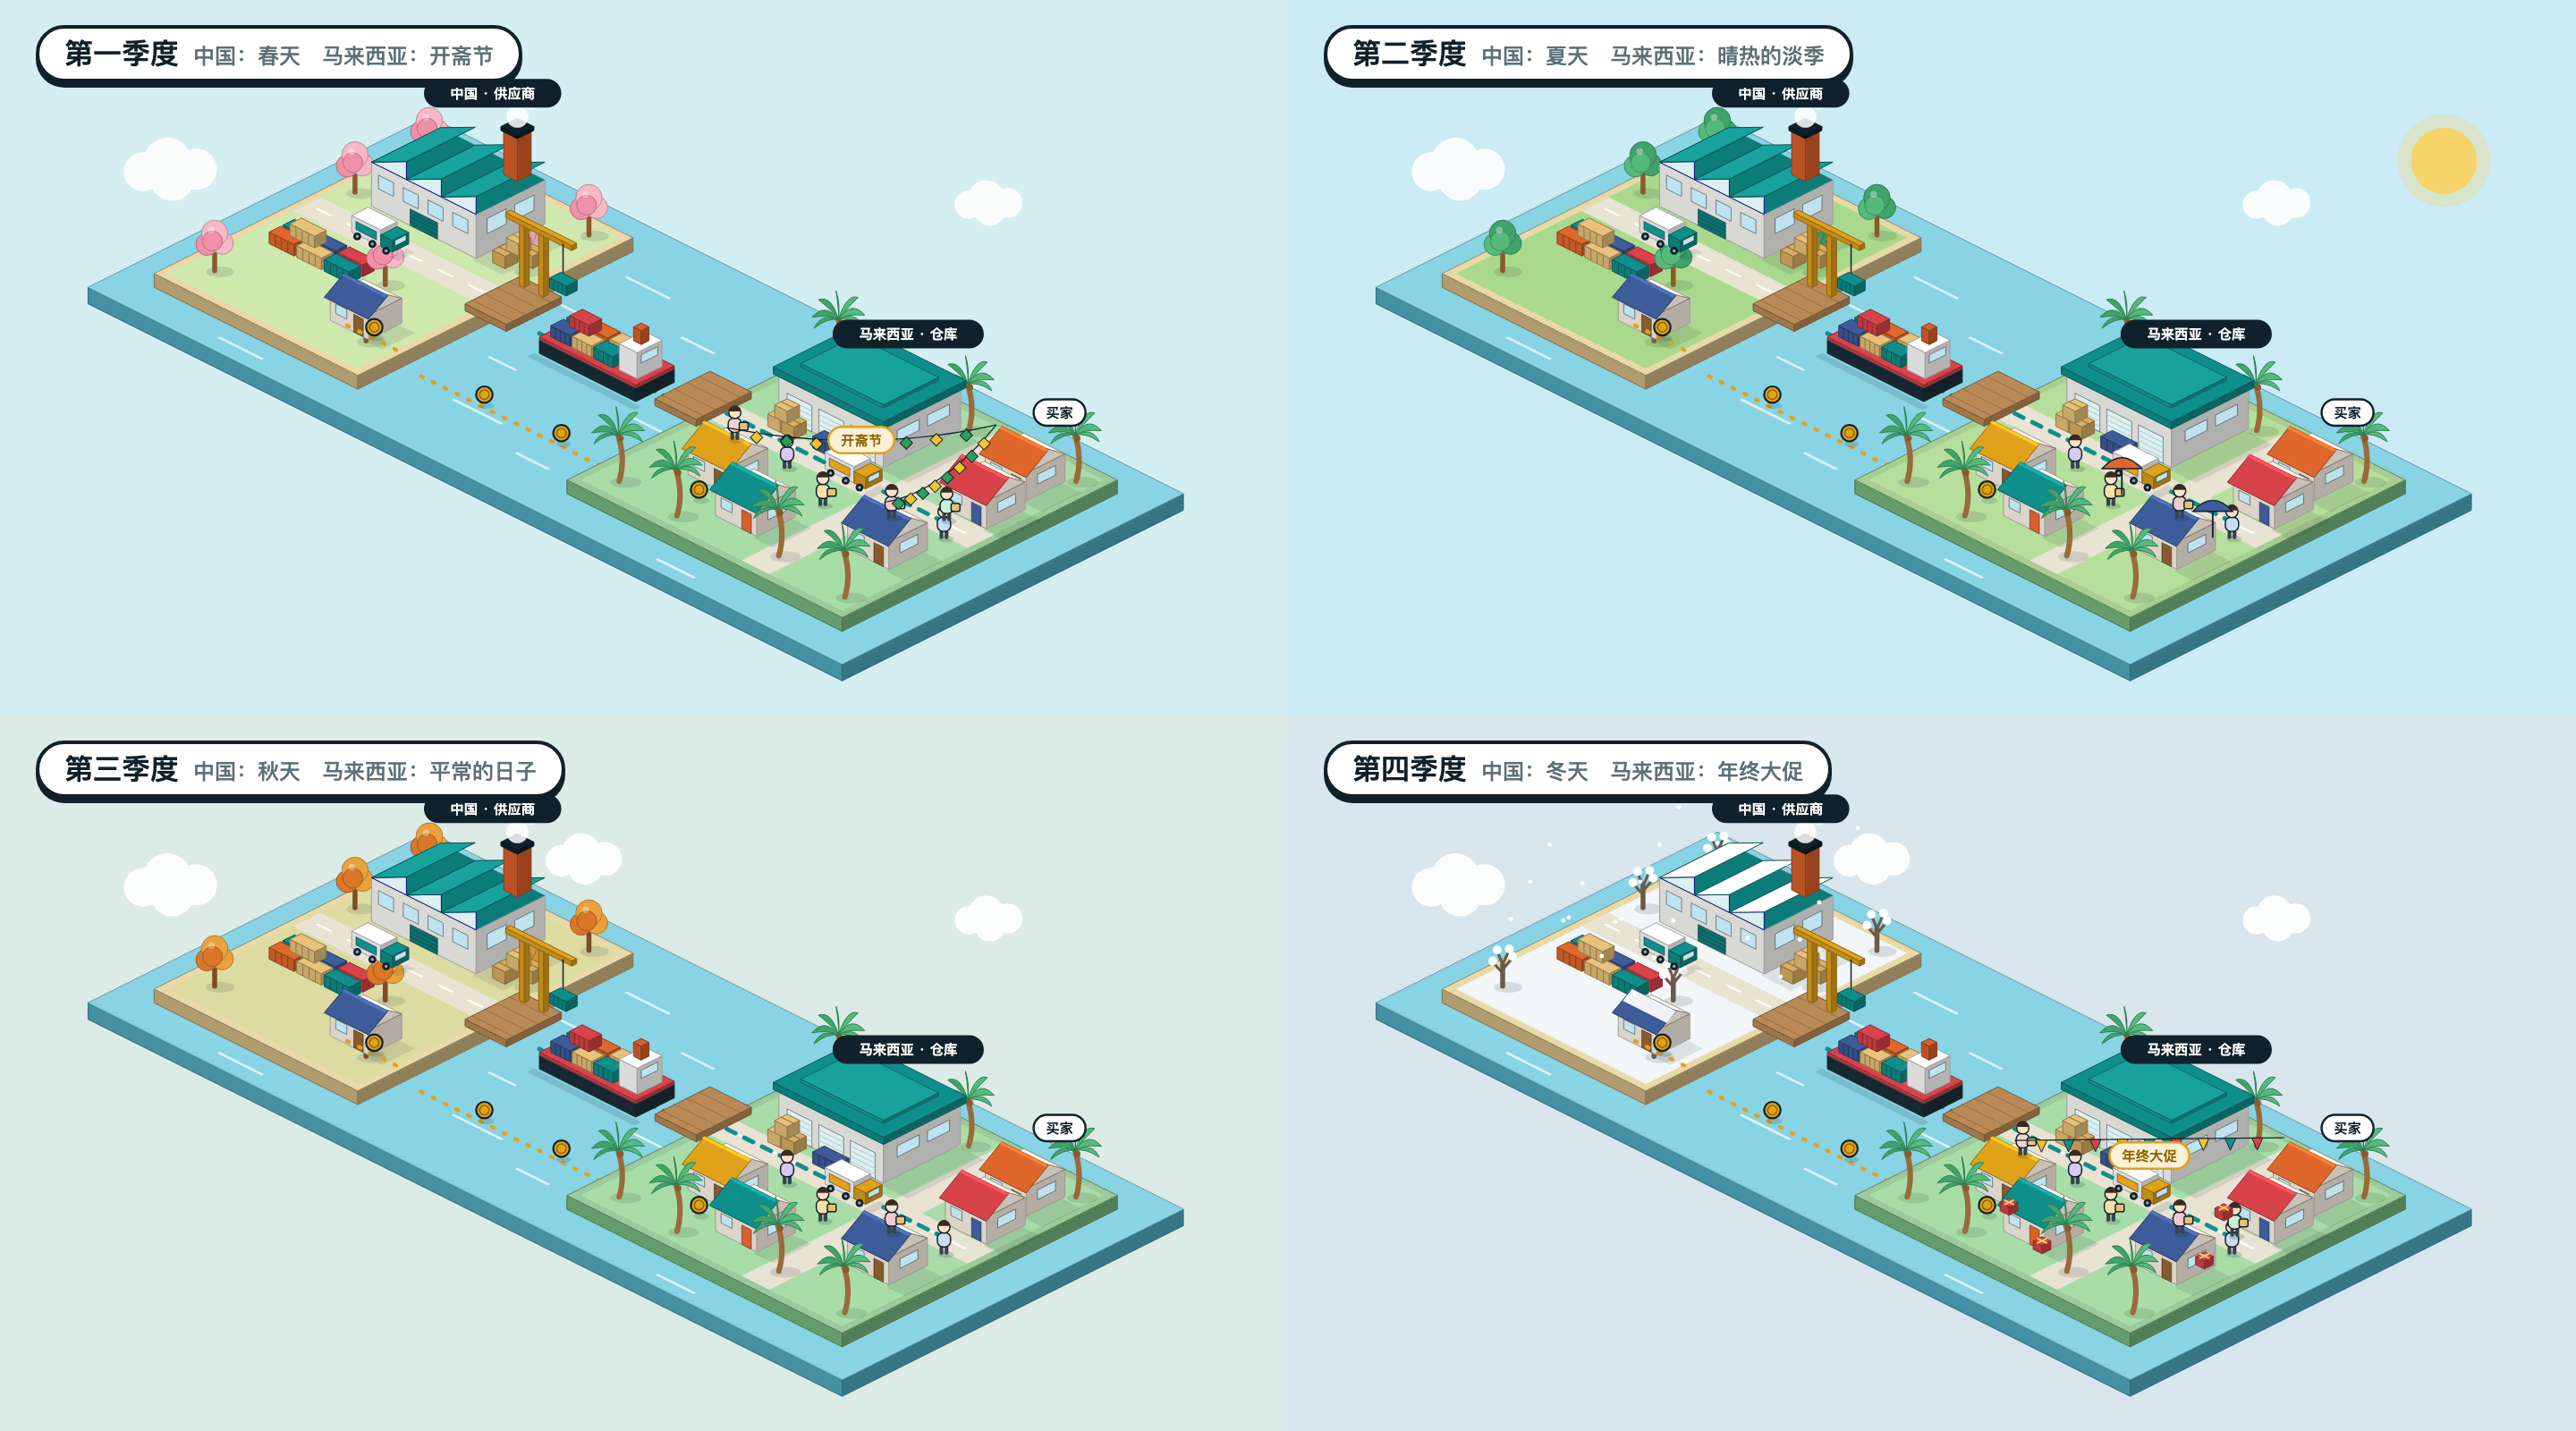 第一季度 中国：春天 马来西亚：开斋节
中国 · 供应商
马来西亚 · 仓库
买家
开斋节
第二季度 中国：夏天 马来西亚：晴热的淡季
中国 · 供应商
马来西亚 · 仓库
买家
第三季度 中国：秋天 马来西亚：平常的日子
中国 · 供应商
马来西亚 · 仓库
买家
第四季度 中国：冬天 马来西亚：年终大促
中国 · 供应商
马来西亚 · 仓库
买家
年终大促